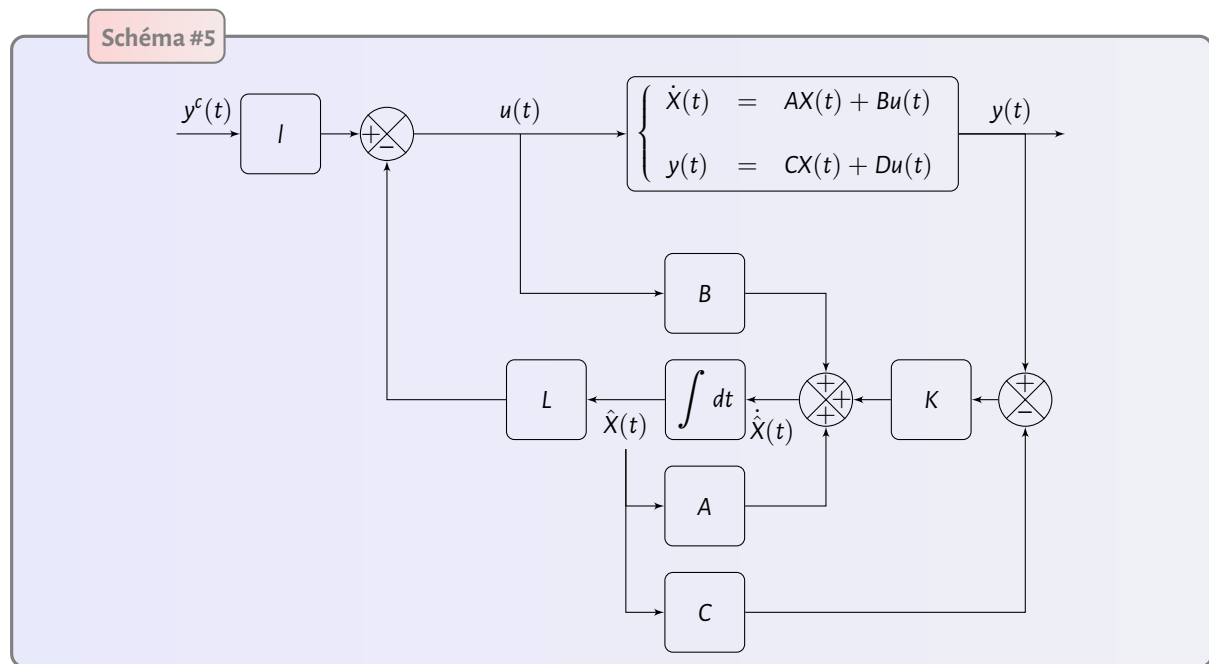 Schéma #5
y^c(t)
l
+
−
u(t)
Ẋ(t) = AX(t) + Bu(t)
y(t) = CX(t) + Du(t)
y(t)
B
L
X̂(t)
∫ dt
X̂̇(t)
+
+
+
K
+
−
A
C